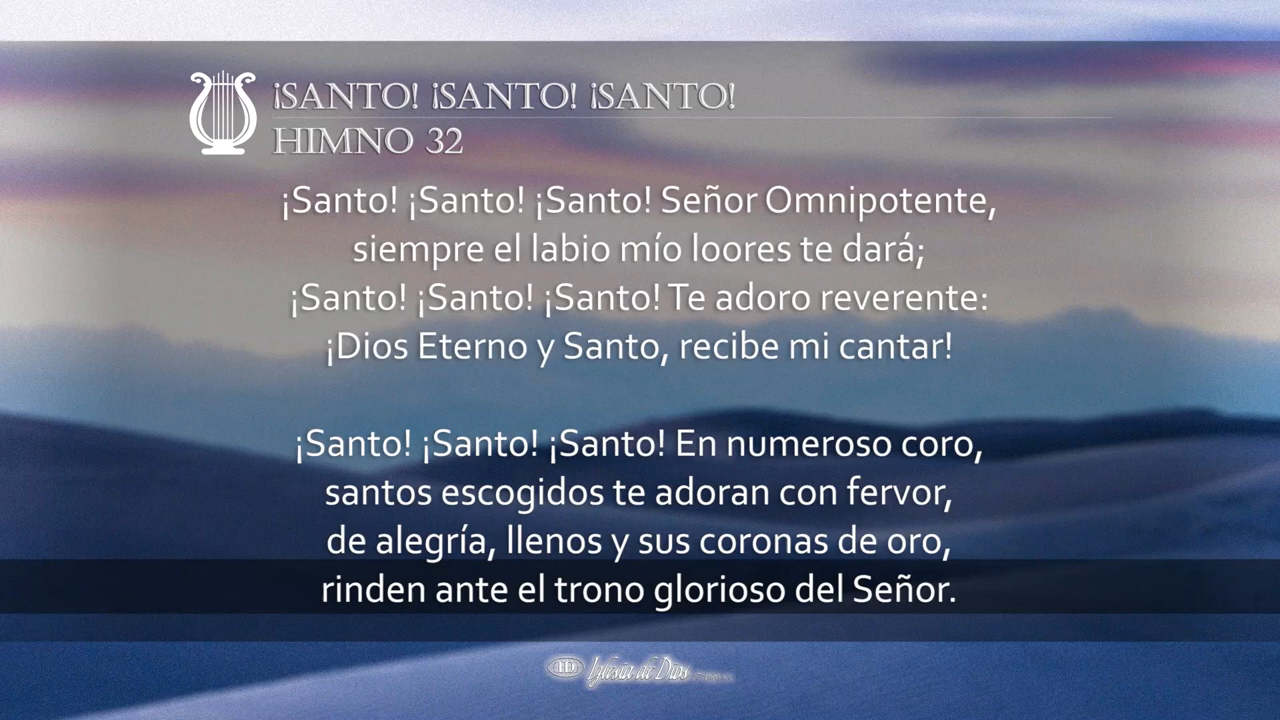 ¡SANTO! ¡SANTO! ¡SANTO!
HIMNO 32
¡Santo! ¡Santo! ¡Santo! Señor Omnipotente,
siempre el labio mío loores te dará;
¡Santo! ¡Santo! ¡Santo! Te adoro reverente:
¡Dios Eterno y Santo, recibe mi cantar!
¡Santo! ¡Santo! ¡Santo! En numeroso coro,
santos escogidos te adoran con fervor,
de alegría, llenos y sus coronas de oro,
rinden ante el trono glorioso del Señor.
Iglesia de Dios